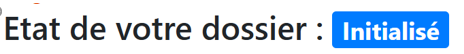 Etat de votre dossier : Initialisé